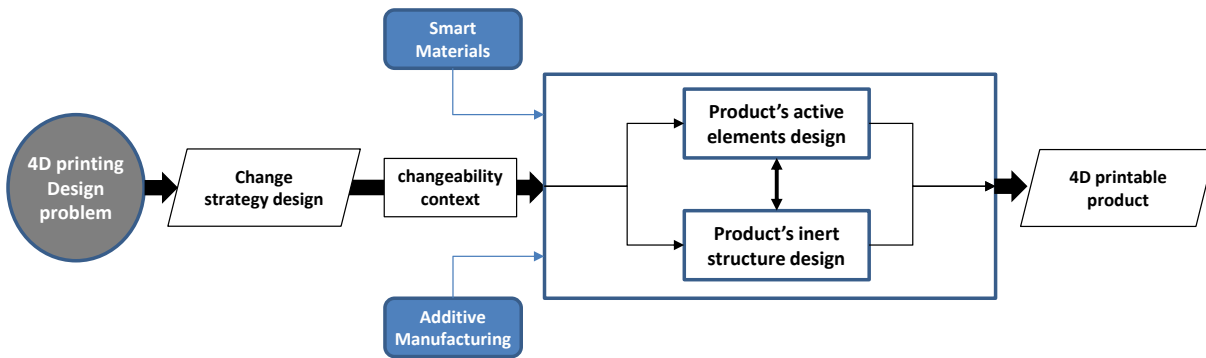 Smart
Materials
4D printing
Design
problem
Change
strategy design
changeability
context
Product's active
elements design
Product's inert
structure design
4D printable
product
Additive
Manufacturing